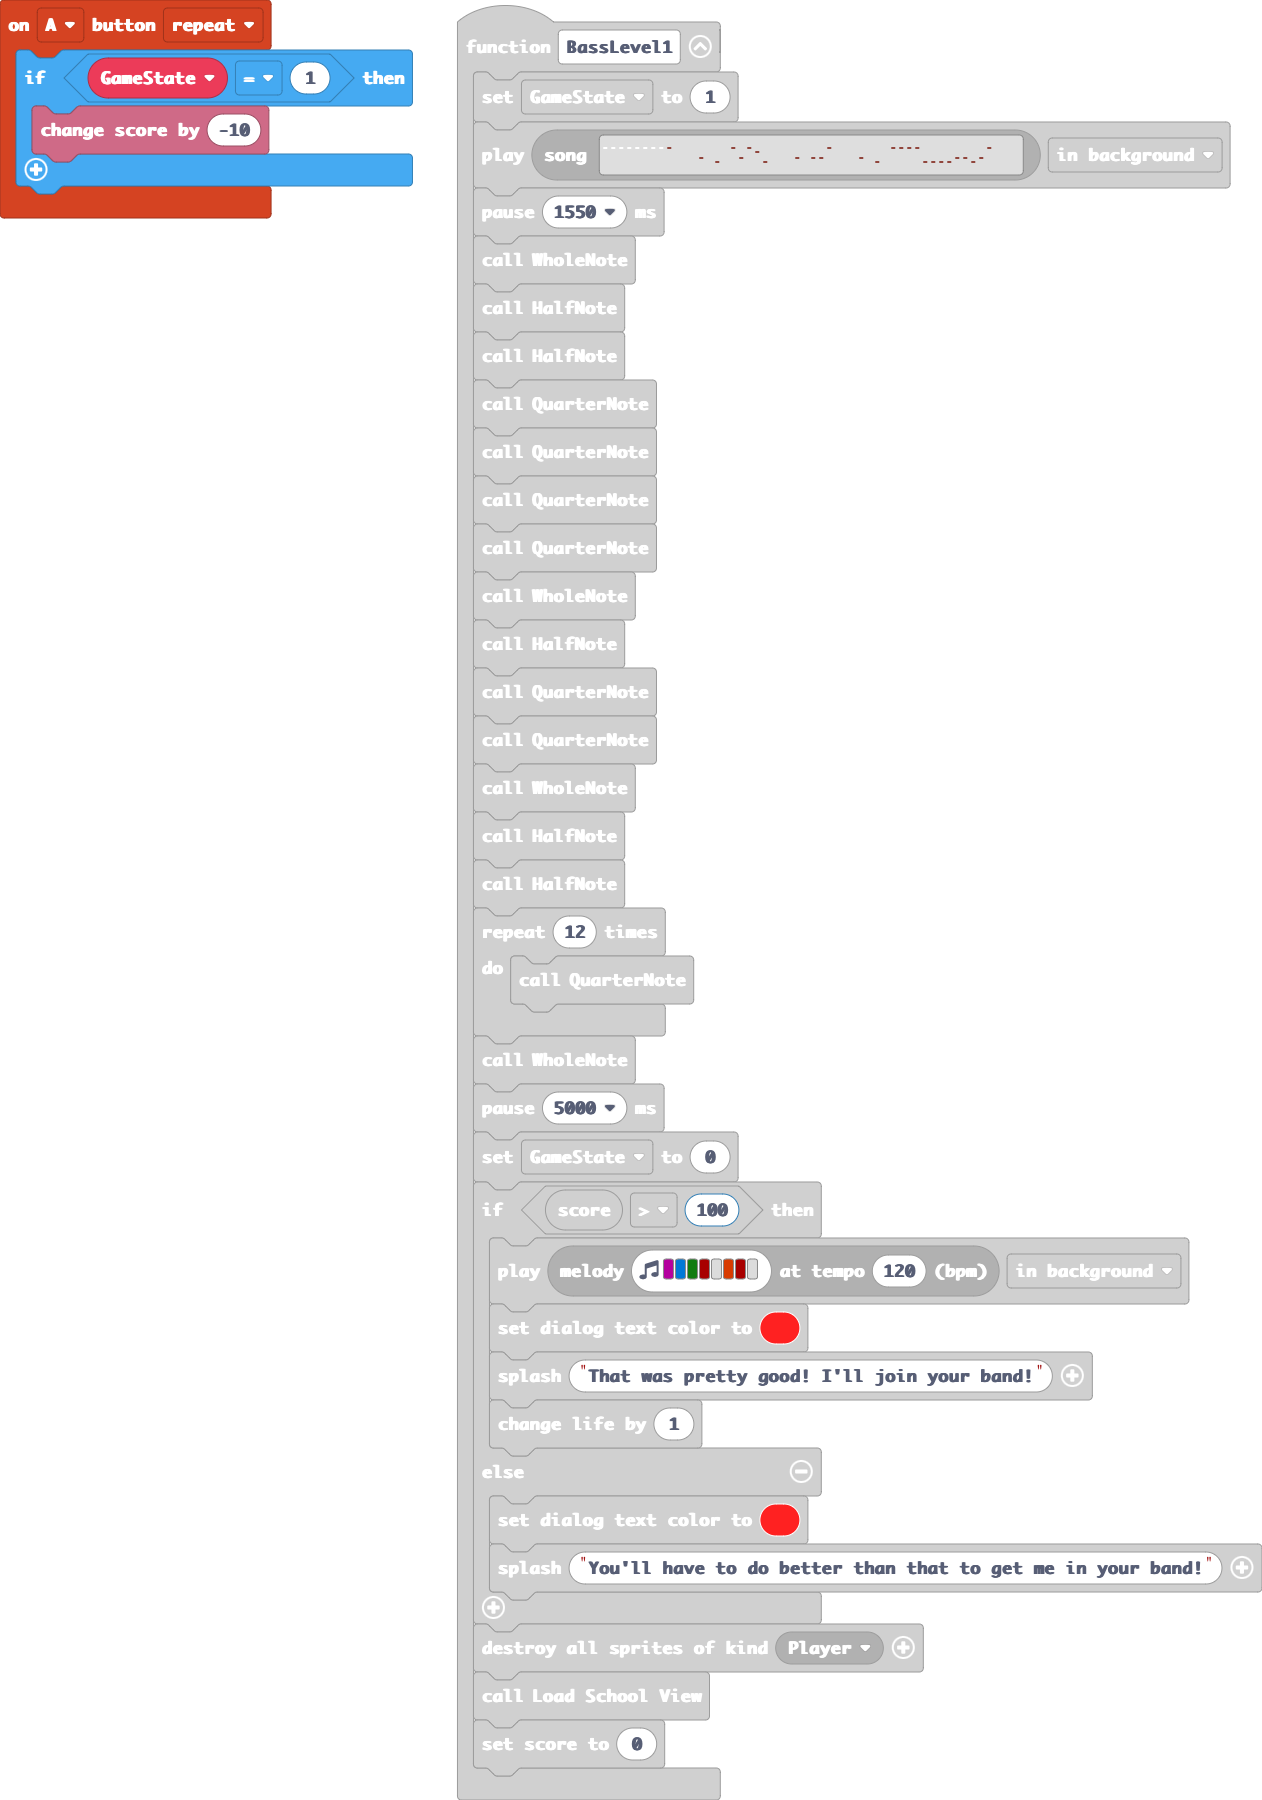 on A button repeat
if GameState = 1 then
change score by -10
function BassLevel1
set GameState to 1
play song in background
pause 1550 ms
call WholeNote
call HalfNote
call HalfNote
call QuarterNote
call QuarterNote
call QuarterNote
call QuarterNote
call WholeNote
call HalfNote
call QuarterNote
call QuarterNote
call WholeNote
call HalfNote
call HalfNote
repeat 12 times
do
call QuarterNote
call WholeNote
pause 5000 ms
set GameState to 0
if score > 100 then
play melody at tempo 120 (bpm) in background
set dialog text color to
splash "That was pretty good! I'll join your band!"
change life by 1
else
set dialog text color to
splash "You'll have to do better than that to get me in your band!"
destroy all sprites of kind Player
call Load School View
set score to 0